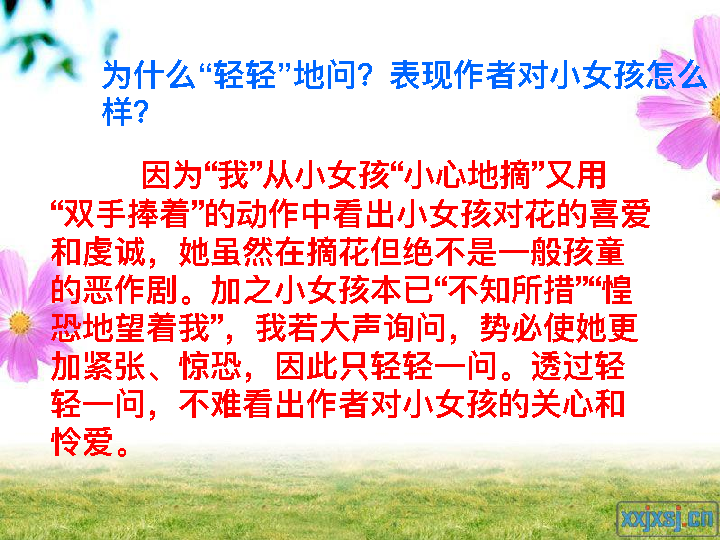 为什么“轻轻”地问？表现作者对小女孩怎么
样？
因为“我”从小女孩“小心地摘”又用
“双手捧着”的动作中看出小女孩对花的喜爱
和虔诚，她虽然在摘花但绝不是一般孩童
的恶作剧。加之小女孩本已“不知所措”“惶
恐地望着我”，我若大声询问，势必使她更
加紧张、惊恐，因此只轻轻一问。透过轻
轻一问，不难看出作者对小女孩的关心和
怜爱。
xxjxsj.cn